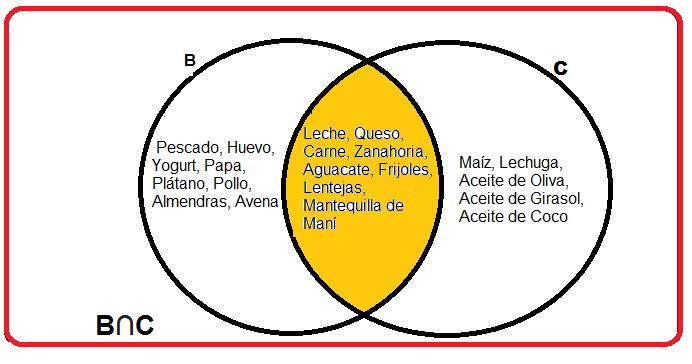 B
C
Pescado, Huevo,
Yogurt, Papa,
Plátano, Pollo,
Almendras, Avena
Leche, Queso,
Carne, Zanahoria,
Aguacate, Frijoles,
Lentejas,
Mantequilla de
Maní
Maíz, Lechuga,
Aceite de Oliva,
Aceite de Girasol,
Aceite de Coco
B∩C